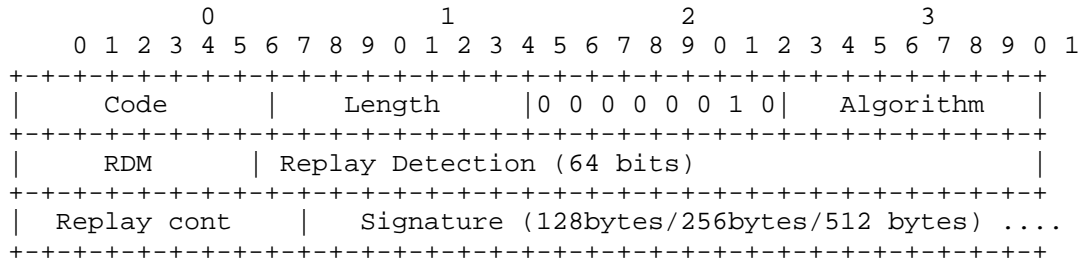 0 1 2 3
0 1 2 3 4 5 6 7 8 9 0 1 2 3 4 5 6 7 8 9 0 1 2 3 4 5 6 7 8 9 0 1
+-+-+-+-+-+-+-+-+-+-+-+-+-+-+-+-+-+-+-+-+-+-+-+-+-+-+-+-+-+-+-+-+
| Code | Length |0 0 0 0 0 0 1 0| Algorithm |
+-+-+-+-+-+-+-+-+-+-+-+-+-+-+-+-+-+-+-+-+-+-+-+-+-+-+-+-+-+-+-+-+
| RDM | Replay Detection (64 bits) |
+-+-+-+-+-+-+-+-+-+-+-+-+-+-+-+-+-+-+-+-+-+-+-+-+-+-+-+-+-+-+-+-+
| Replay cont | Signature (128bytes/256bytes/512 bytes) ....
+-+-+-+-+-+-+-+-+-+-+-+-+-+-+-+-+-+-+-+-+-+-+-+-+-+-+-+-+-+-+-+-+